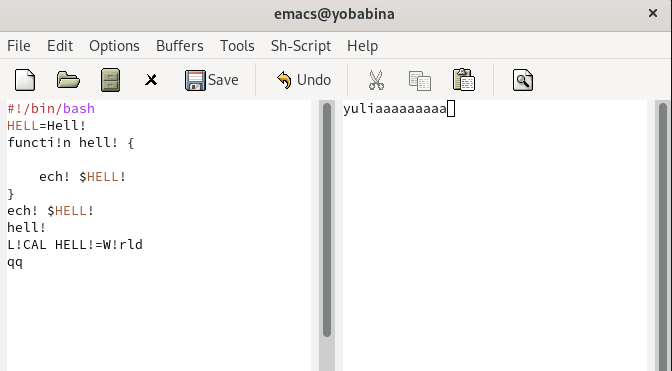 emacs@yobabina ×
File Edit Options Buffers Tools Sh-Script Help
Save Undo
#!/bin/bash
HELL=Hell!
functi!n hell! {
    ech! $HELL!
}
ech! $HELL!
hell!
L!CAL HELL!=W!rld
qq
yuliaaaaaaaaa